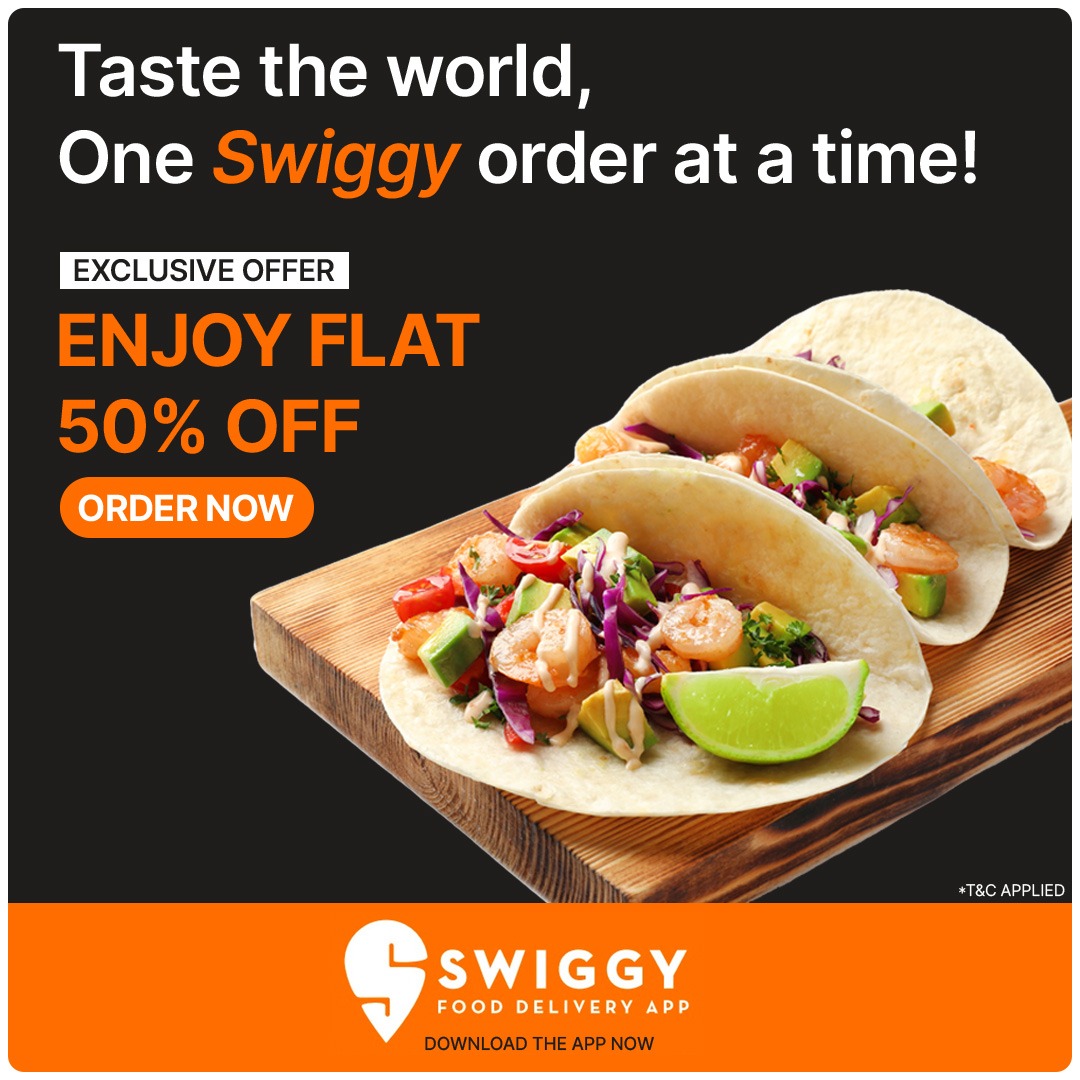 Taste the world,
One Swiggy order at a time!
EXCLUSIVE OFFER
ENJOY FLAT
50% OFF
ORDER NOW
*T&C APPLIED
SWIGGY
FOOD DELIVERY APP
DOWNLOAD THE APP NOW